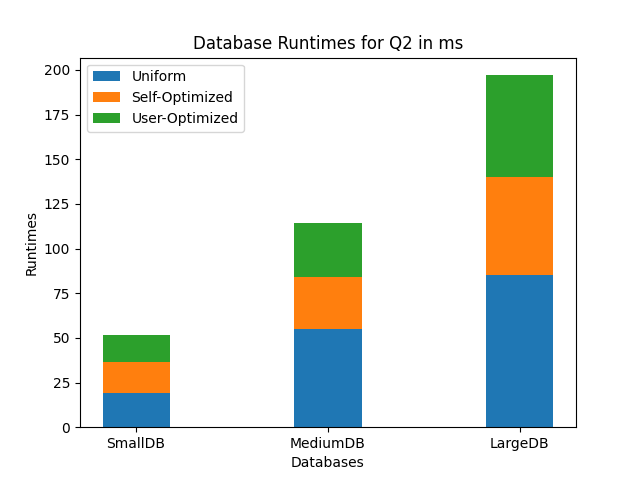 Database Runtimes for Q2 in ms
Uniform
Self-Optimized
User-Optimized
Runtimes
200
175
150
125
100
75
50
25
0
SmallDB MediumDB LargeDB
Databases